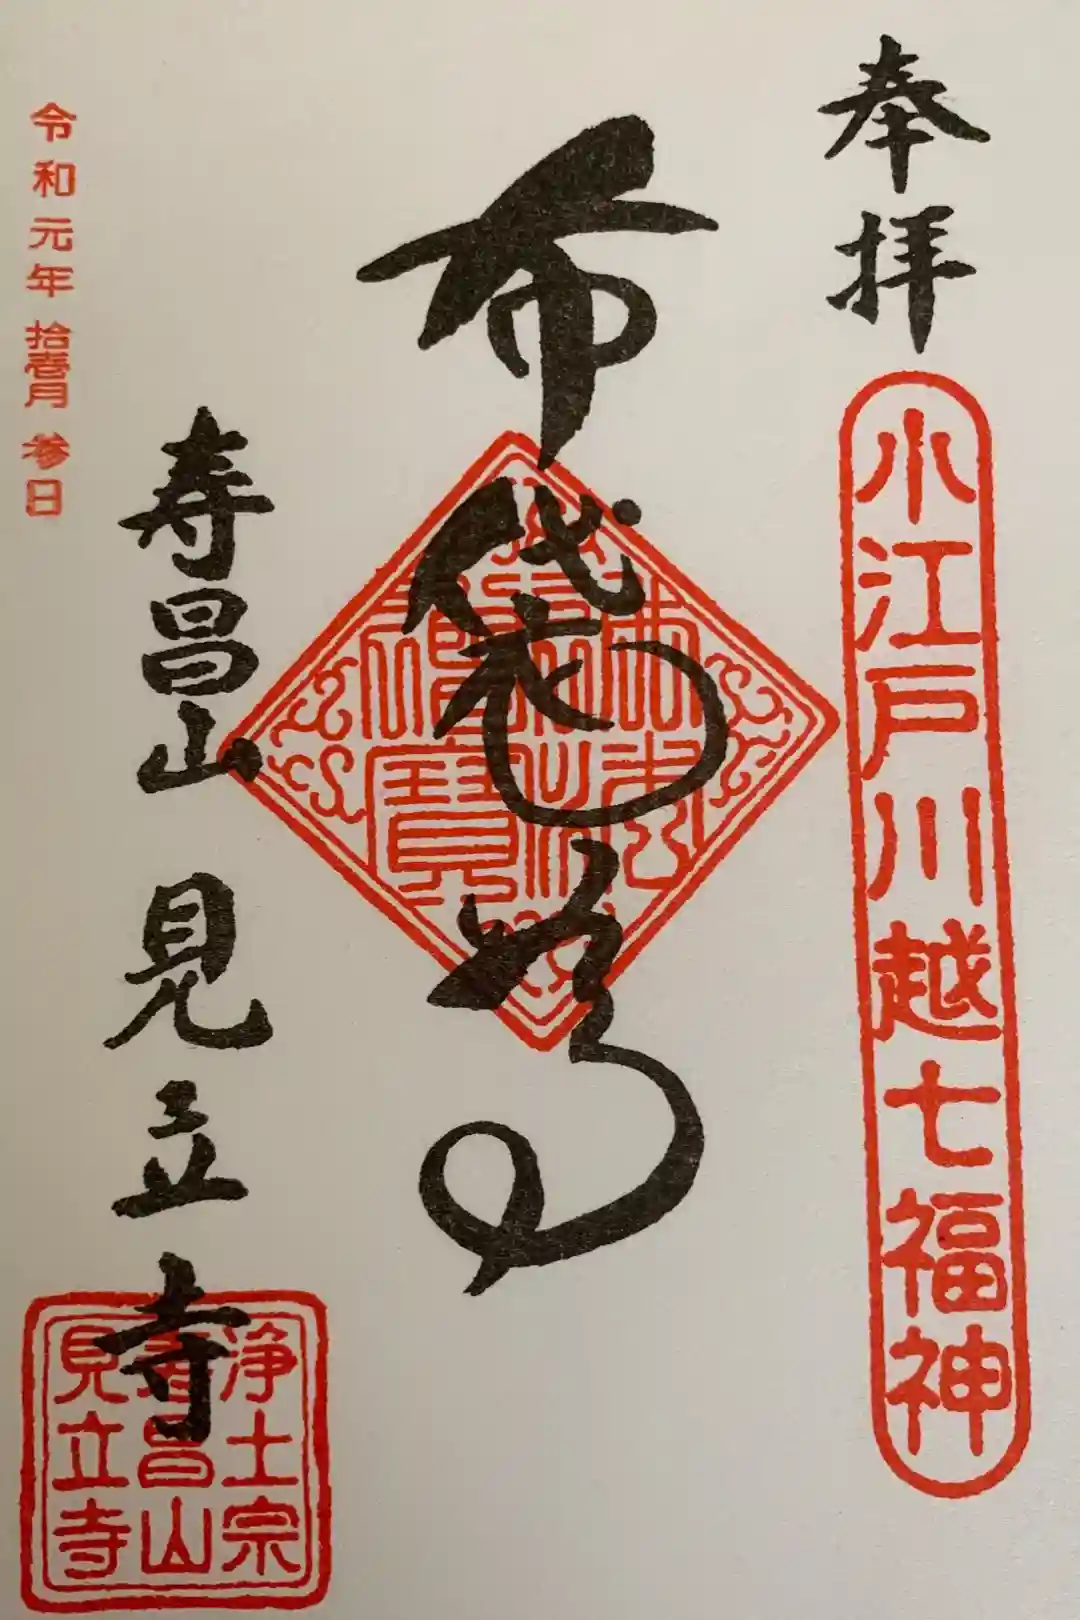 奉拝
小江戸川越七福神
布袋尊
寿昌山 見立寺
浄土宗
寿昌山
見立寺
令和元年 拾壱月 参日